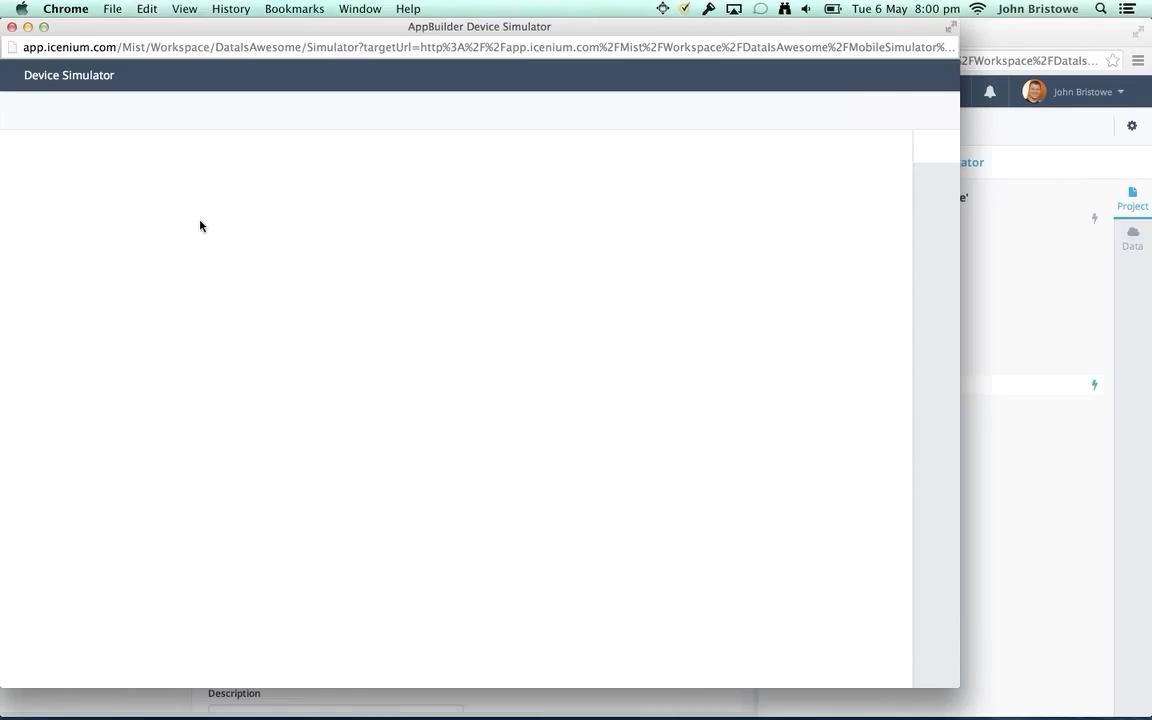 Chrome File Edit View History Bookmarks Window Help Tue 6 May 8:00 pm John Bristowe
AppBuilder Device Simulator
app.icenium.com/Mist/Workspace/DataIsAwesome/Simulator?targetUrl=http%3A%2F%2Fapp.icenium.com%2FMist%2FWorkspace%2FDataIsAwesome%2FMobileSimulator%...
2FWorkspace%2FDataIs...
Device Simulator
John Bristowe
ator
e'
Project
Data
Description